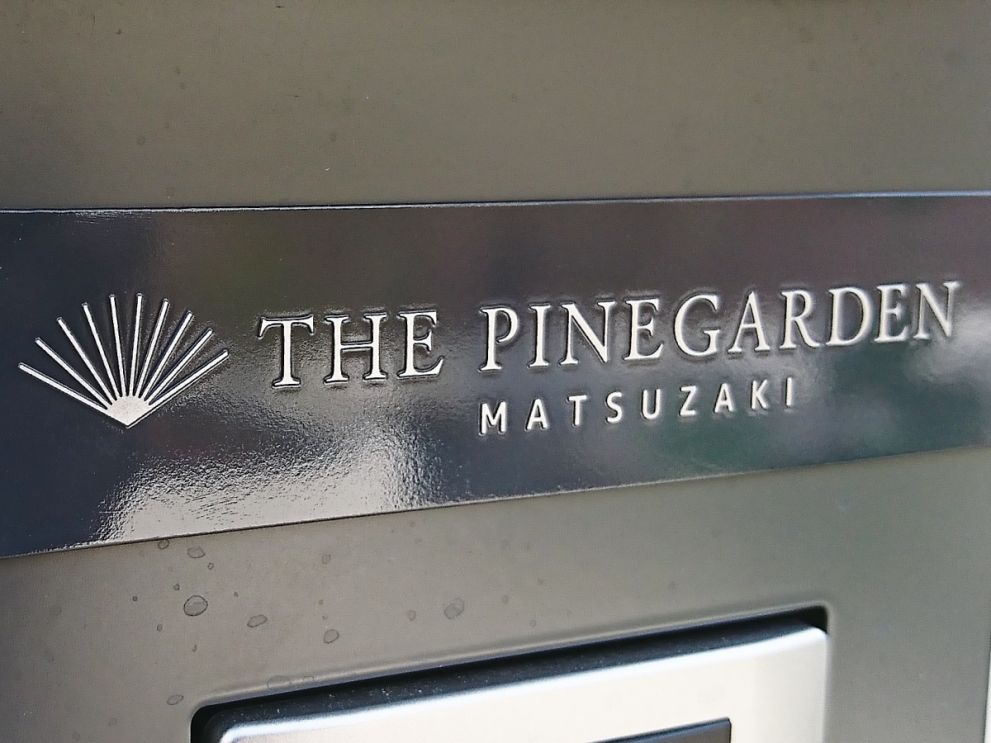 THE PINEGARDEN
MATSUZAKI